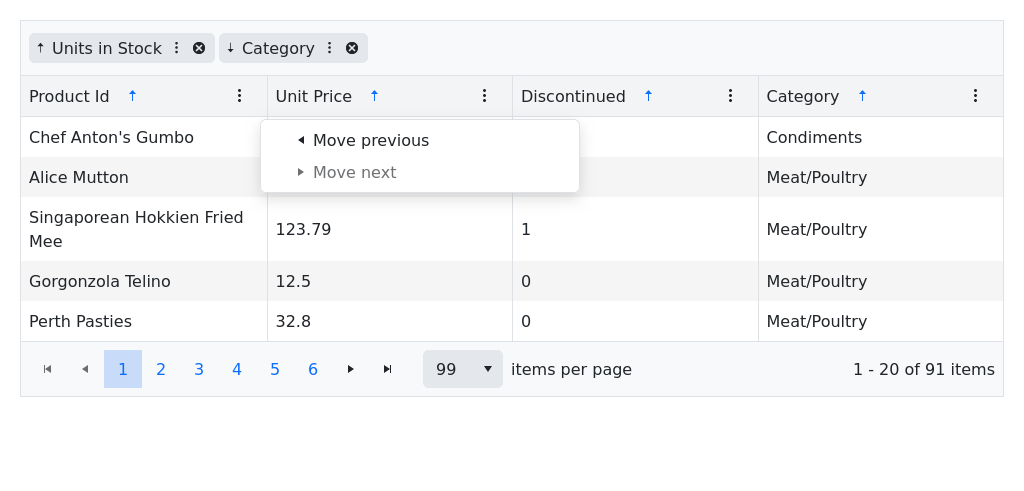 Units in Stock Category
Product Id Unit Price Discontinued Category
Chef Anton's Gumbo Condiments
Move previous
Move next
Alice Mutton Meat/Poultry
Singaporean Hokkien Fried
Mee 123.79 1 Meat/Poultry
Gorgonzola Telino 12.5 0 Meat/Poultry
Perth Pasties 32.8 0 Meat/Poultry
1 2 3 4 5 6 99 items per page 1 - 20 of 91 items